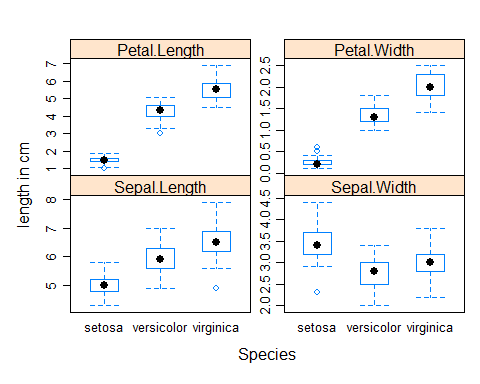 Petal.Length
Petal.Width
7
6
5
4
3
2
1
2.5
2.0
1.5
1.0
0.5
0.0
length in cm
Sepal.Length
Sepal.Width
8
7
6
5
4.5
4.0
3.5
3.0
2.5
2.0
setosa versicolor virginica
setosa versicolor virginica
Species